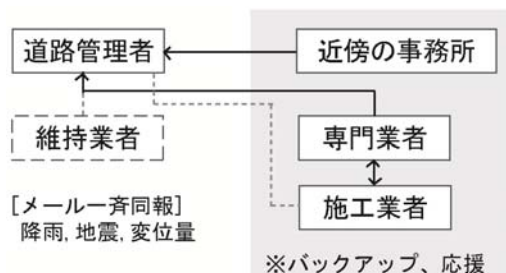 道路管理者
近傍の事務所
維持業者
専門業者
[メール一斉同報]
降雨, 地震, 変位量
施工業者
※バックアップ、応援